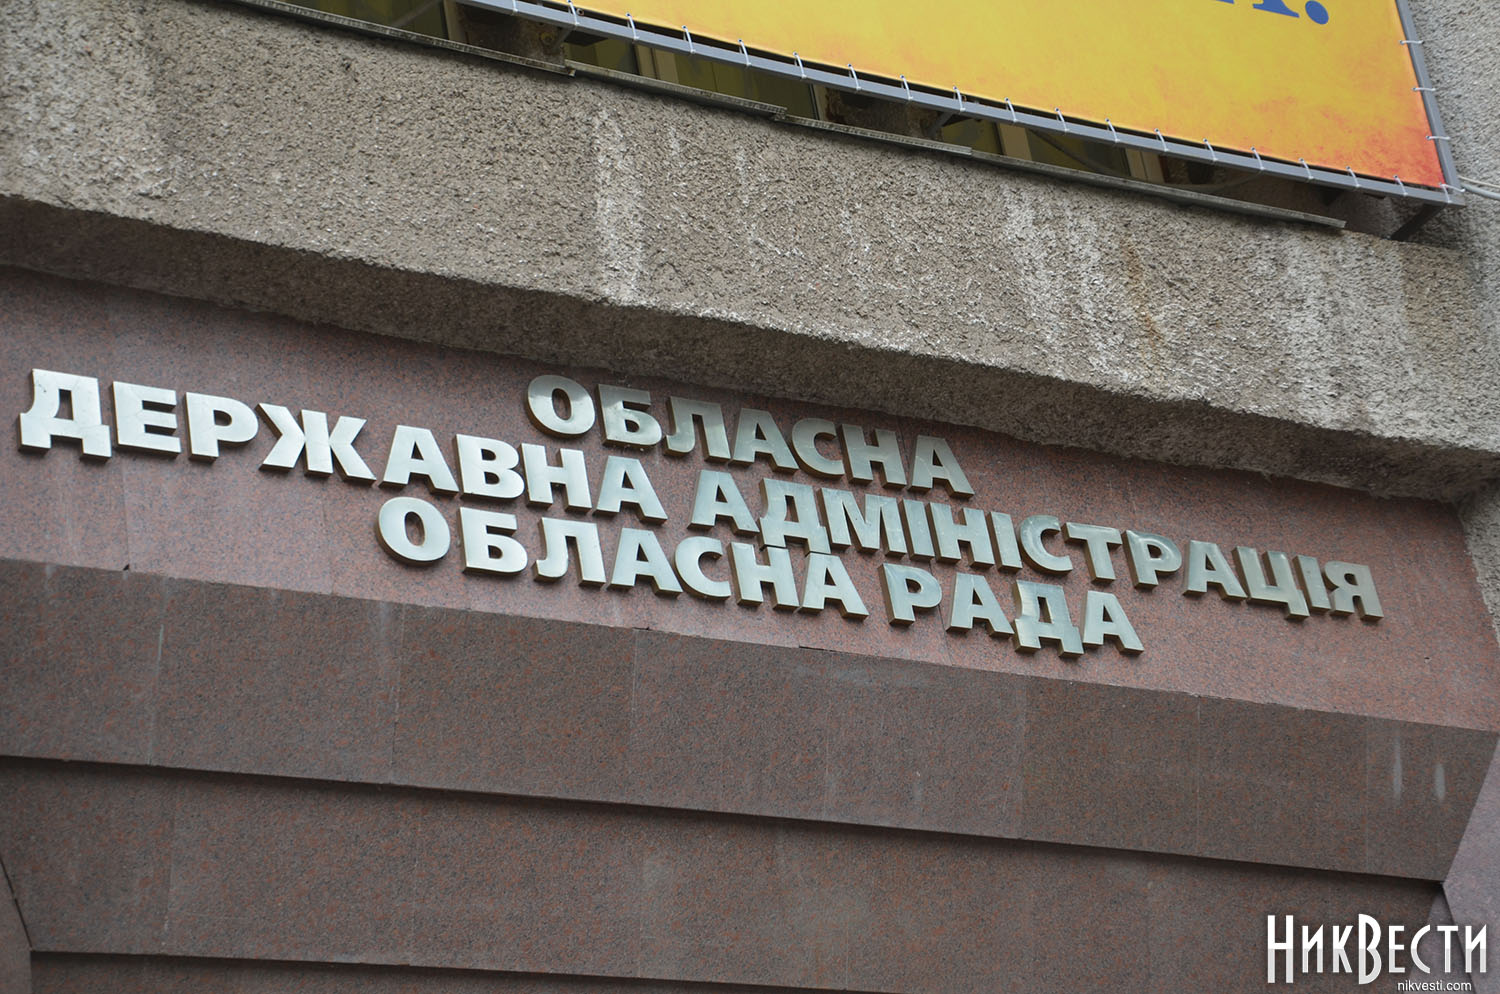 ОБЛАСНА
ДЕРЖАВНА АДМІНІСТРАЦІЯ
ОБЛАСНА РАДА
НикВести
nikvesti.com